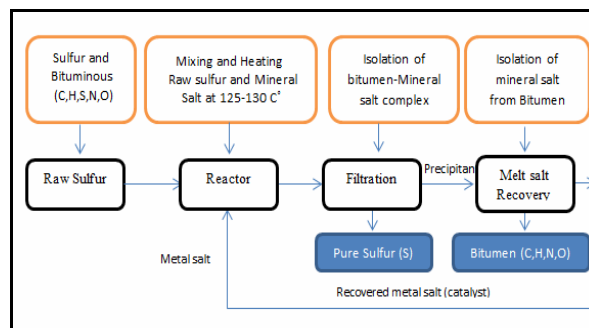 Sulfur and
Bituminous
(C,H,S,N,O)
Mixing and Heating
Raw sulfur and Mineral
Salt at 125-130 C°
Isolation of
bitumen-Mineral
salt complex
Isolation of
mineral salt
from Bitumen
Raw Sulfur
Reactor
Filtration
Precipitan
Melt salt
Recovery
Metal salt
Pure Sulfur (S)
Bitumen (C,H,N,O)
Recovered metal salt (catalyst)